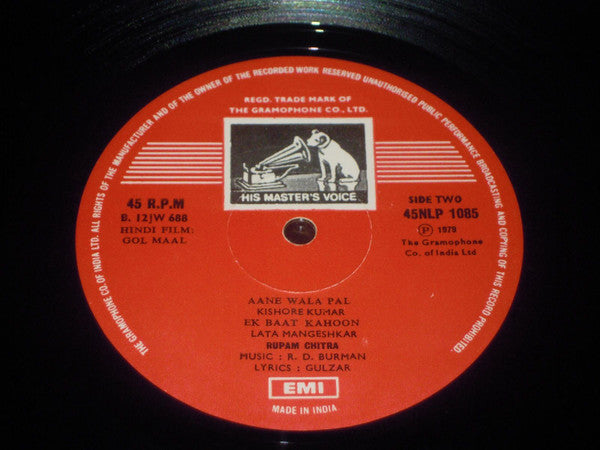 THE GRAMOPHONE CO. OF INDIA LTD. ALL RIGHTS OF THE MANUFACTURER AND OF THE OWNER OF THE RECORDED WORK RESERVED UNAUTHORISED PUBLIC PERFORMANCE BROADCASTING AND COPYING OF THIS RECORD PROHIBITED.
REGD. TRADE MARK OF
THE GRAMOPHONE CO., LTD.
HIS MASTER'S VOICE
45 R.P.M
B. 12JW 688
HINDI FILM:
GOL MAAL
SIDE TWO
45NLP 1085
Ⓟ 1979
The Gramophone
Co. of India Ltd
AANE WALA PAL
KISHORE KUMAR
EK BAAT KAHOON
LATA MANGESHKAR
RUPAM CHITRA
MUSIC : R. D. BURMAN
LYRICS : GULZAR
EMI
MADE IN INDIA